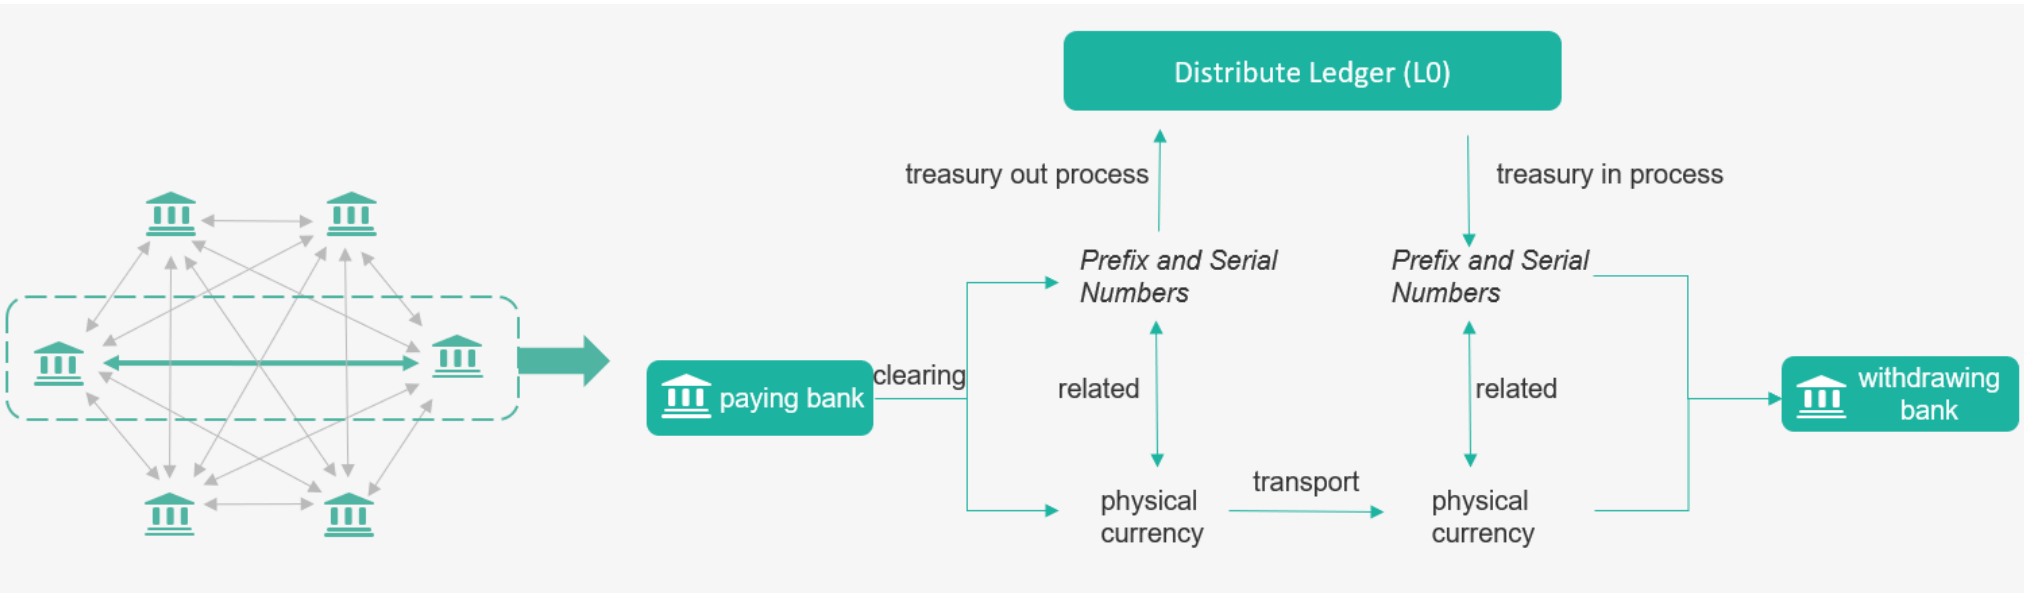 Distribute Ledger (L0)
treasury out process
treasury in process
Prefix and Serial
Numbers
Prefix and Serial
Numbers
clearing
paying bank
related
related
withdrawing
bank
transport
physical
currency
physical
currency